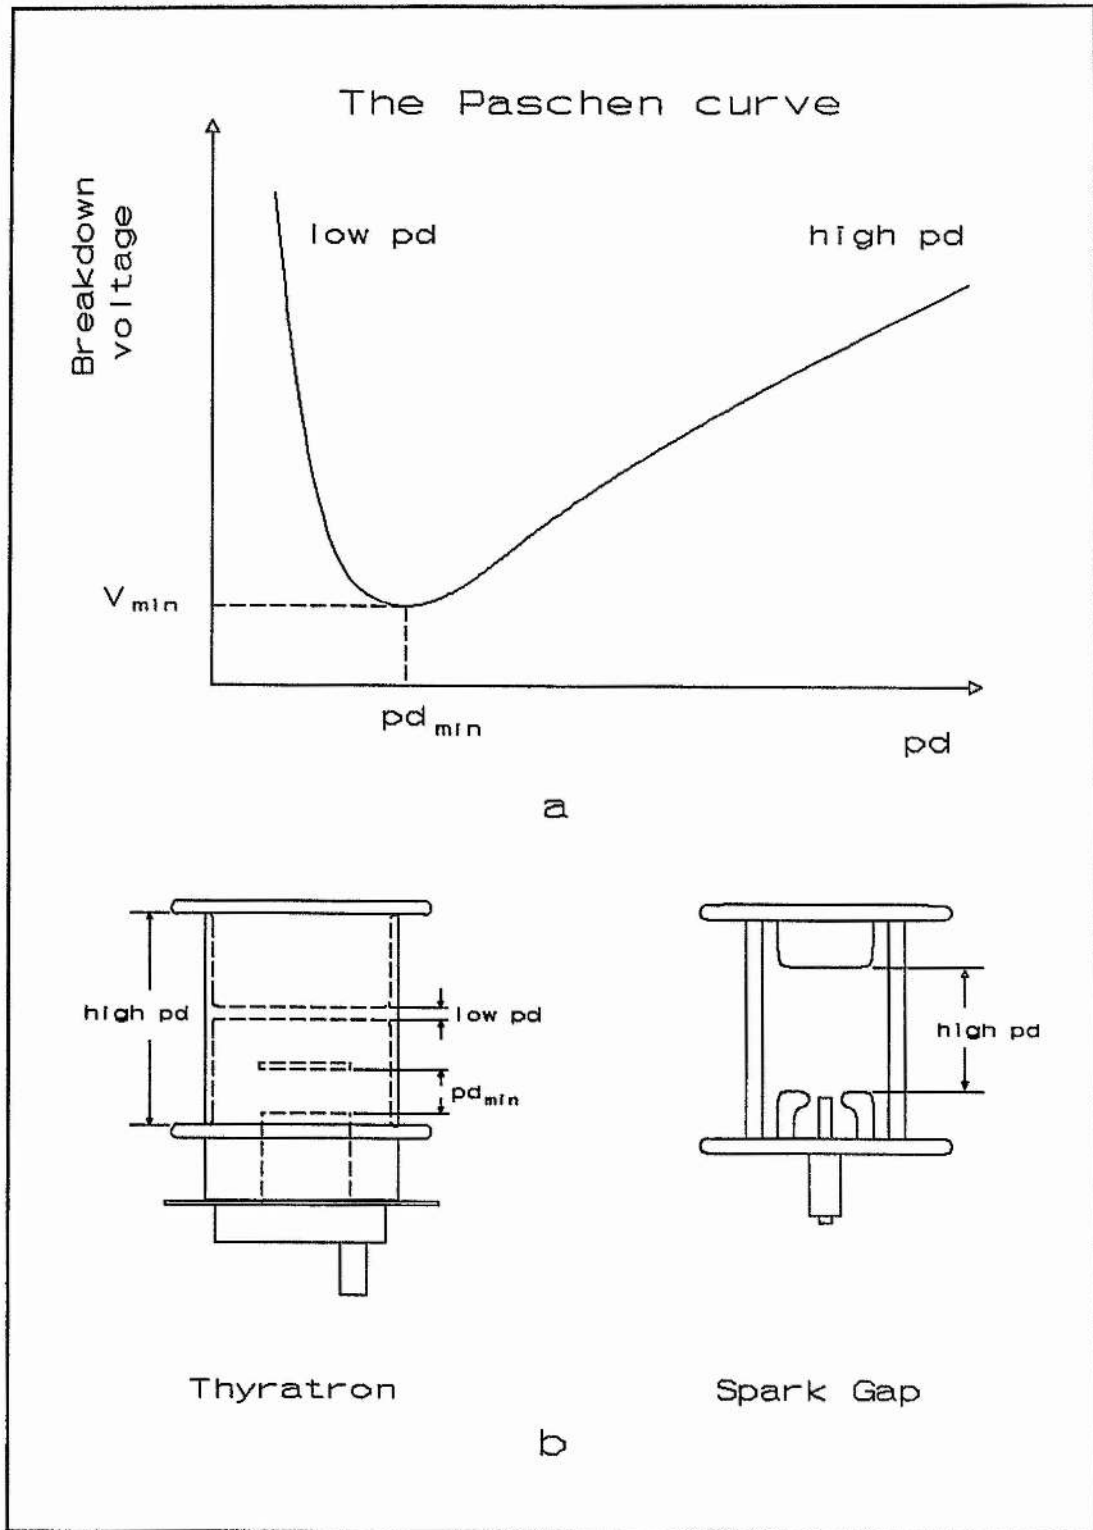 The Paschen curve
Breakdown
voltage
low pd
high pd
V min
pd min
pd
a
high pd
low pd
pd min
high pd
Thyratron
Spark Gap
b